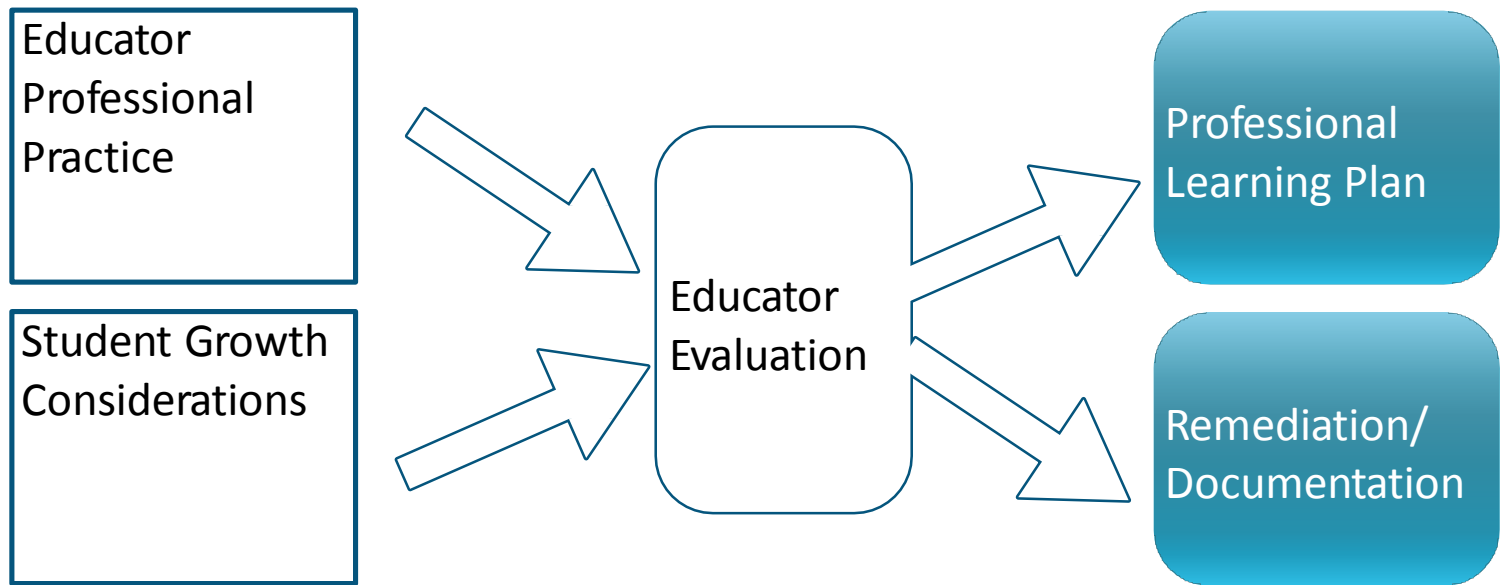 Educator
Professional
Practice
Student Growth
Considerations
Educator
Evaluation
Professional
Learning Plan
Remediation/
Documentation